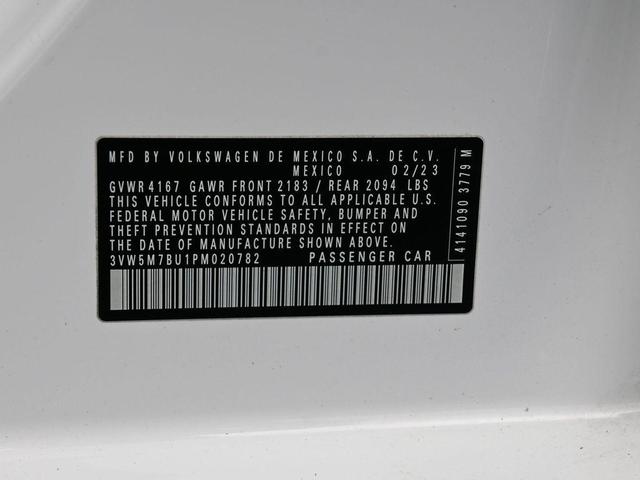 MFD BY VOLKSWAGEN DE MEXICO S.A. DE C.V.
MEXICO 02/23
GVWR 4167 GAWR FRONT 2183 / REAR 2094 LBS
THIS VEHICLE CONFORMS TO ALL APPLICABLE U.S.
FEDERAL MOTOR VEHICLE SAFETY, BUMPER AND
THEFT PREVENTION STANDARDS IN EFFECT ON
THE DATE OF MANUFACTURE SHOWN ABOVE.
3VW5M7BU1PM020782 PASSENGER CAR
4141090 3779 M